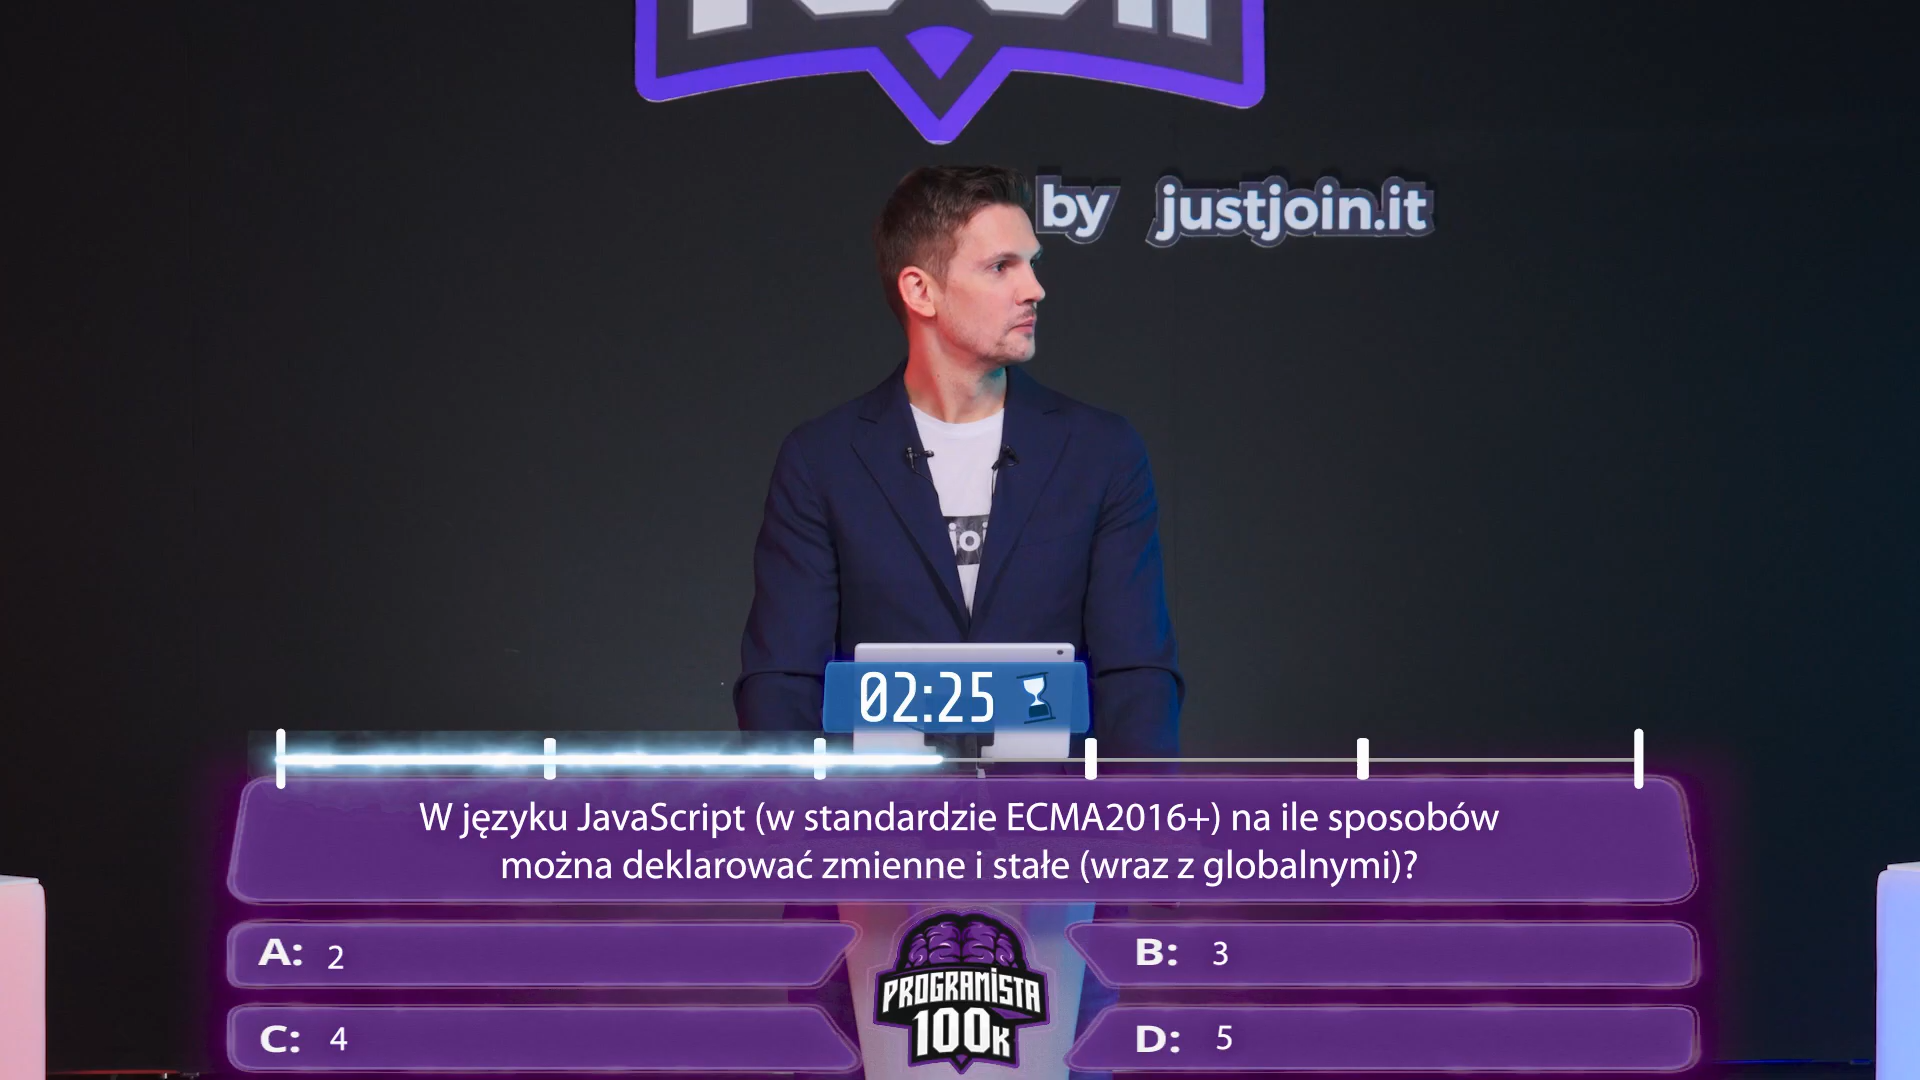 by justjoin.it
joi
02:25
W języku JavaScript (w standardzie ECMA2016+) na ile sposobów
można deklarować zmienne i stałe (wraz z globalnymi)?
A: 2
B: 3
C: 4
D: 5
PROGRAMISTA
100K